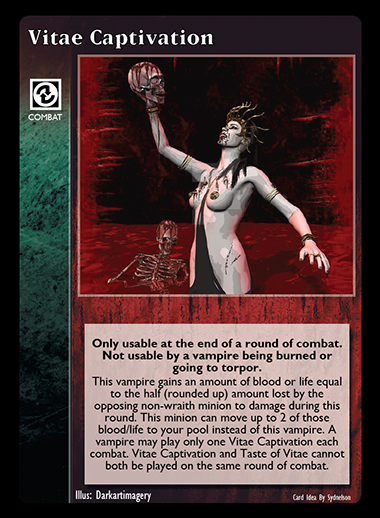 Vitae Captivation
COMBAT
Only usable at the end of a round of combat.
Not usable by a vampire being burned or
going to torpor.
This vampire gains an amount of blood or life equal
to the half (rounded up) amount lost by the
opposing non-wraith minion to damage during this
round. This minion can move up to 2 of those
blood/life to your pool instead of this vampire. A
vampire may play only one Vitae Captivation each
combat. Vitae Captivation and Taste of Vitae cannot
both be played on the same round of combat.
Illus: Darkartimagery
Card Idea By Sydnelson